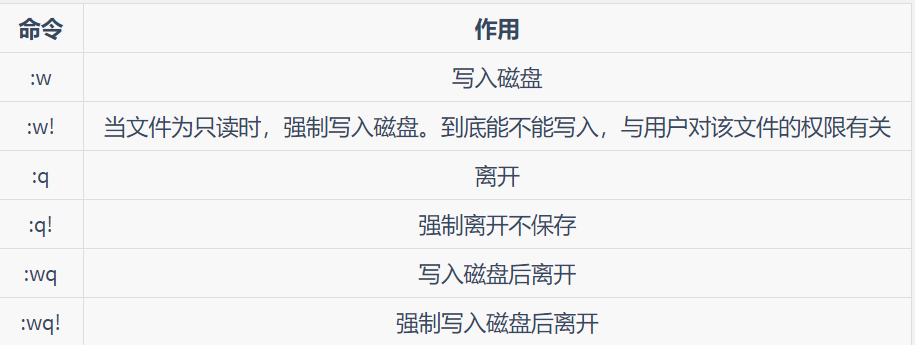 命令 作用
:w 写入磁盘
:w! 当文件为只读时，强制写入磁盘。到底能不能写入，与用户对该文件的权限有关
:q 离开
:q! 强制离开不保存
:wq 写入磁盘后离开
:wq! 强制写入磁盘后离开